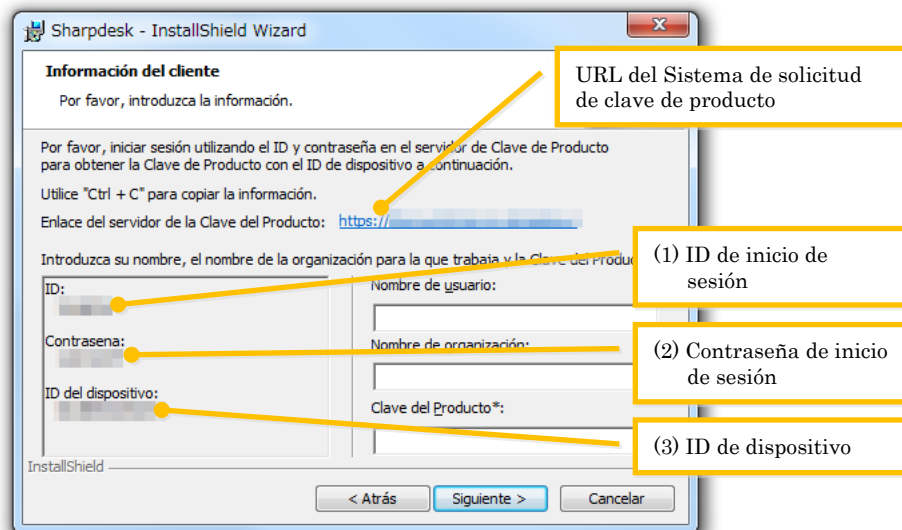 Sharpdesk - InstallShield Wizard
Información del cliente
Por favor, introduzca la información.
URL del Sistema de solicitud
de clave de producto
Por favor, iniciar sesión utilizando el ID y contraseña en el servidor de Clave de Producto
para obtener la Clave de Producto con el ID de dispositivo a continuación.
Utilice "Ctrl + C" para copiar la información.
Enlace del servidor de la Clave del Producto: https://
Introduzca su nombre, el nombre de la organización para la que trabaja y la Clave del Produc
(1) ID de inicio de
sesión
ID:
Nombre de usuario:
Contrasena:
Nombre de organización:
(2) Contraseña de inicio
de sesión
ID del dispositivo:
Clave del Producto*:
(3) ID de dispositivo
InstallShield
< Atrás
Siguiente >
Cancelar